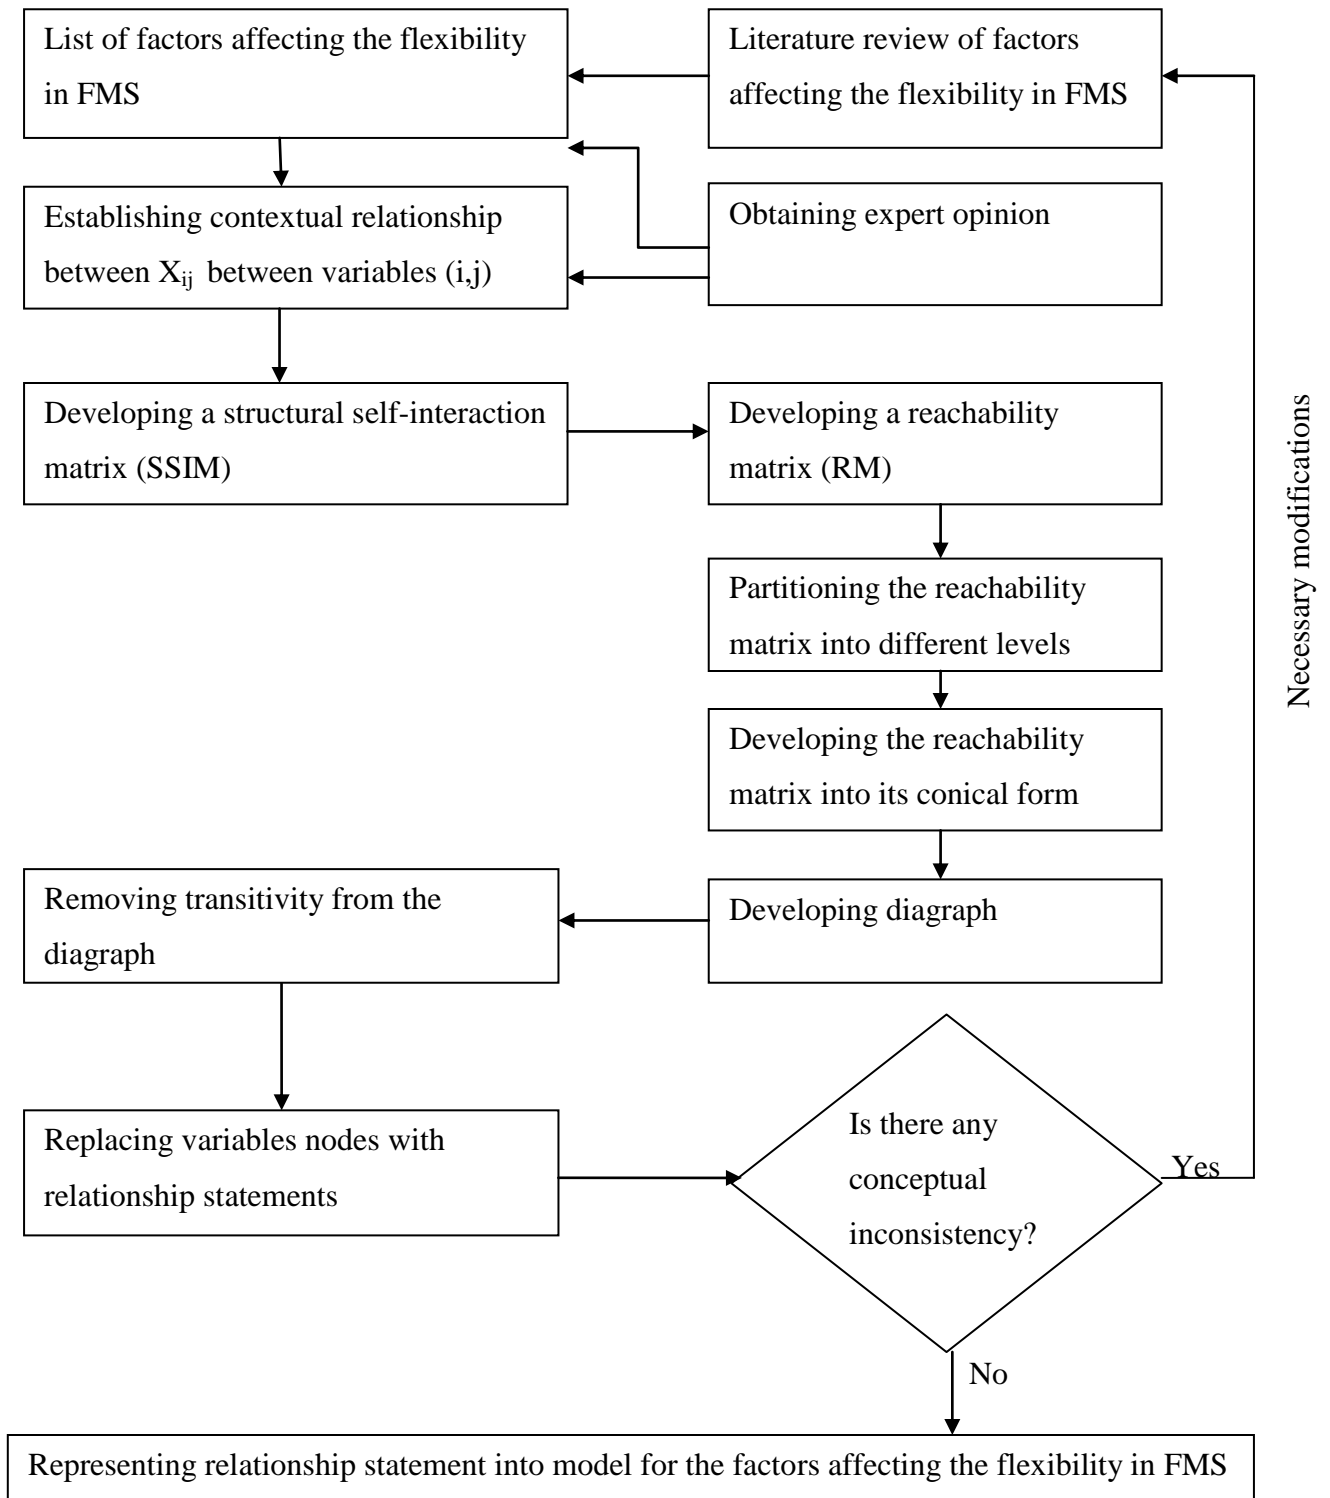 List of factors affecting the flexibility
in FMS
Literature review of factors
affecting the flexibility in FMS
Establishing contextual relationship
between Xij between variables (i,j)
Obtaining expert opinion
Developing a structural self-interaction
matrix (SSIM)
Developing a reachability
matrix (RM)
Necessary modifications
Partitioning the reachability
matrix into different levels
Developing the reachability
matrix into its conical form
Removing transitivity from the
diagraph
Developing diagraph
Replacing variables nodes with
relationship statements
Is there any
conceptual
inconsistency?
Yes
No
Representing relationship statement into model for the factors affecting the flexibility in FMS